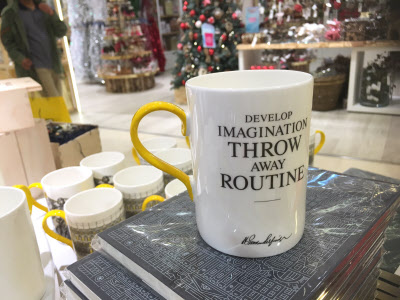 DEVELOP
IMAGINATION
THROW
AWAY
ROUTINE